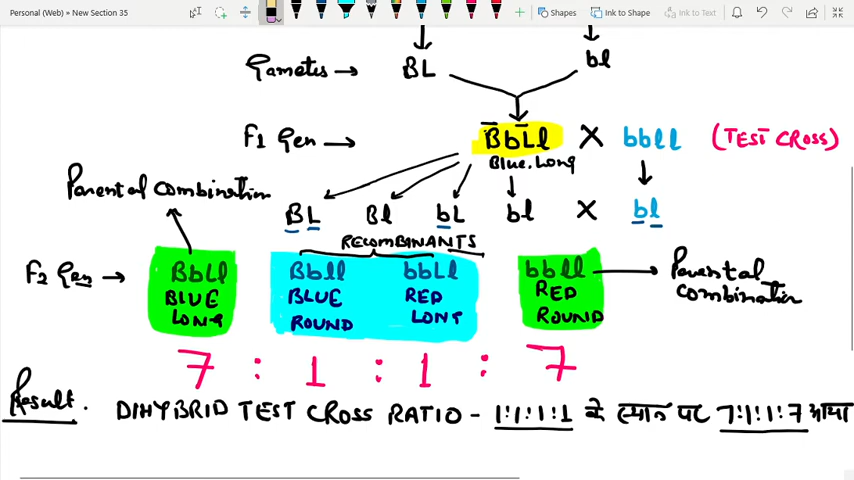 Personal (Web) » New Section 35
Shapes
Ink to Shape
Ink to Text
Gametes → BL bl
F1 Gen → BbLl X bbll (TEST CROSS)
Blue. Long
Parental Combination
BL Bl bL bl X bl
RECOMBINANTS
F2 Gen → BbLl Bbll bbLl bbll → Parental
BLUE BLUE RED RED combination
LONG ROUND LONG ROUND
7 : 1 : 1 : 7
Result. DIHYBRID TEST CROSS RATIO - 1:1:1:1 के स्थान पर 7:1:1:7 आया